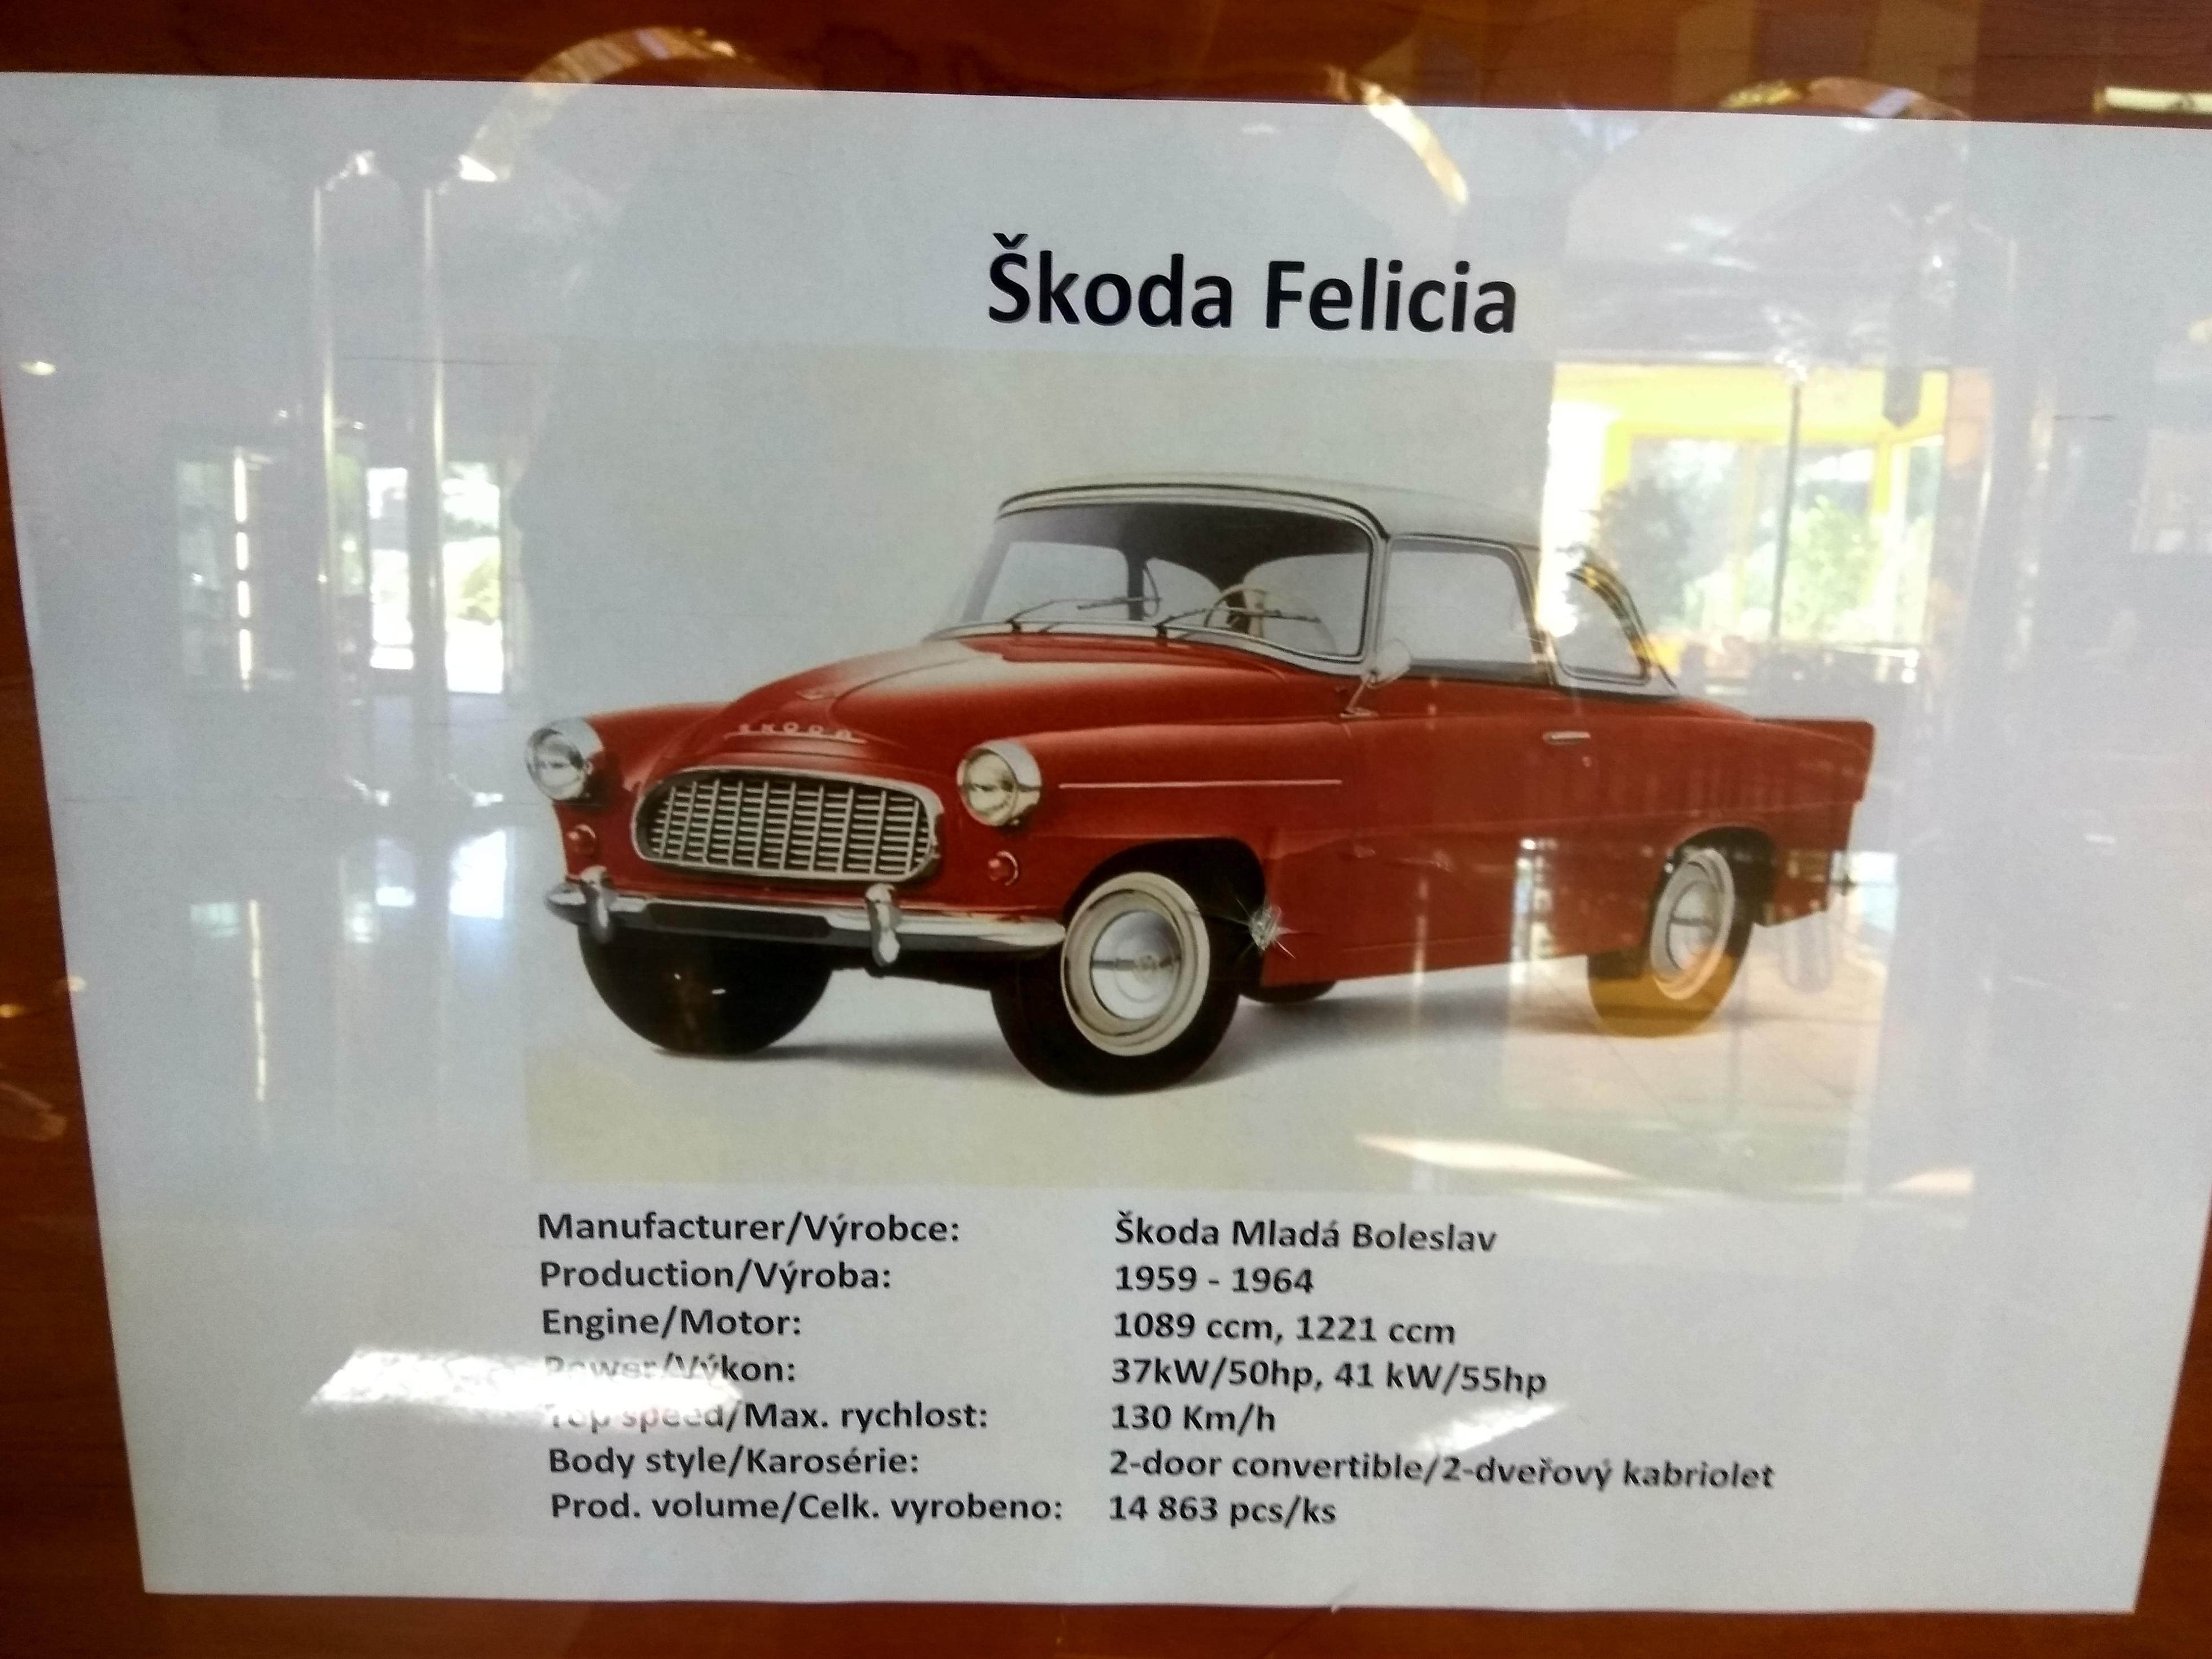 Škoda Felicia
SKODA
Manufacturer/Výrobce: Škoda Mladá Boleslav
Production/Výroba: 1959 - 1964
Engine/Motor: 1089 ccm, 1221 ccm
Power/Výkon: 37kW/50hp, 41 kW/55hp
Top speed/Max. rychlost: 130 Km/h
Body style/Karosérie: 2-door convertible/2-dveřový kabriolet
Prod. volume/Celk. vyrobeno: 14 863 pcs/ks